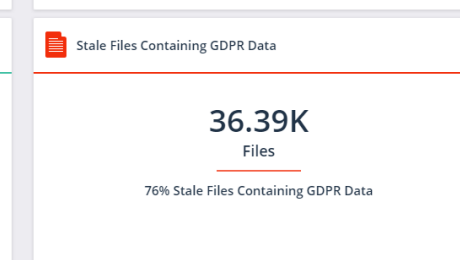 Stale Files Containing GDPR Data
36.39K
Files
76% Stale Files Containing GDPR Data